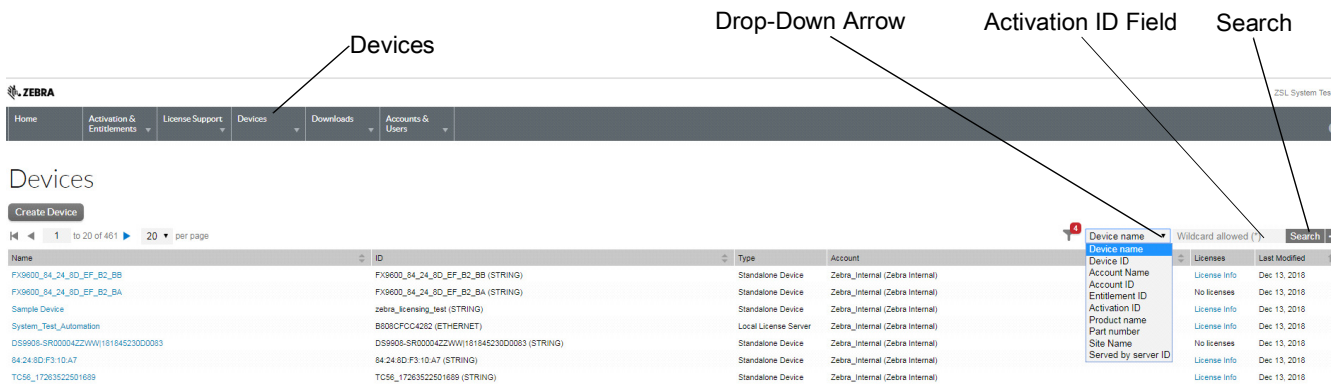 Drop-Down Arrow Activation ID Field Search
Devices
ZEBRA ZSL System Tes
Home Activation & Entitlements License Support Devices Downloads Accounts & Users
Devices
Create Device
1 to 20 of 461 20 per page 4 Device name Wildcard allowed (*) Search
Name ID Type Account Device name Licenses Last Modified
Device ID
FX9600_84_24_8D_EF_B2_BB FX9600_84_24_8D_EF_B2_BB (STRING) Standalone Device Zebra_Internal (Zebra Internal) Account Name License Info Dec 13, 2018
Account ID
FX9600_84_24_8D_EF_B2_BA FX9600_84_24_8D_EF_B2_BA (STRING) Standalone Device Zebra_Internal (Zebra Internal) Entitlement ID No licenses Dec 13, 2018
Sample Device zebra_licensing_test (STRING) Standalone Device Zebra_Internal (Zebra Internal) Activation ID License Info Dec 13, 2018
Product name
System_Test_Automation B808CFCC4282 (ETHERNET) Local License Server Zebra_Internal (Zebra Internal) Part number License Info Dec 13, 2018
DS9908-SR00004ZZWW|181845230D0083 DS9908-SR00004ZZWW|181845230D0083 (STRING) Standalone Device Zebra_Internal (Zebra Internal) Site Name No licenses Dec 13, 2018
Served by server ID
84:24:8D:F3:10:A7 84:24:8D:F3:10:A7 (STRING) Standalone Device Zebra_Internal (Zebra Internal) License Info Dec 13, 2018
TC56_17263522501689 TC56_17263522501689 (STRING) Standalone Device Zebra_Internal (Zebra Internal) License Info Dec 13, 2018